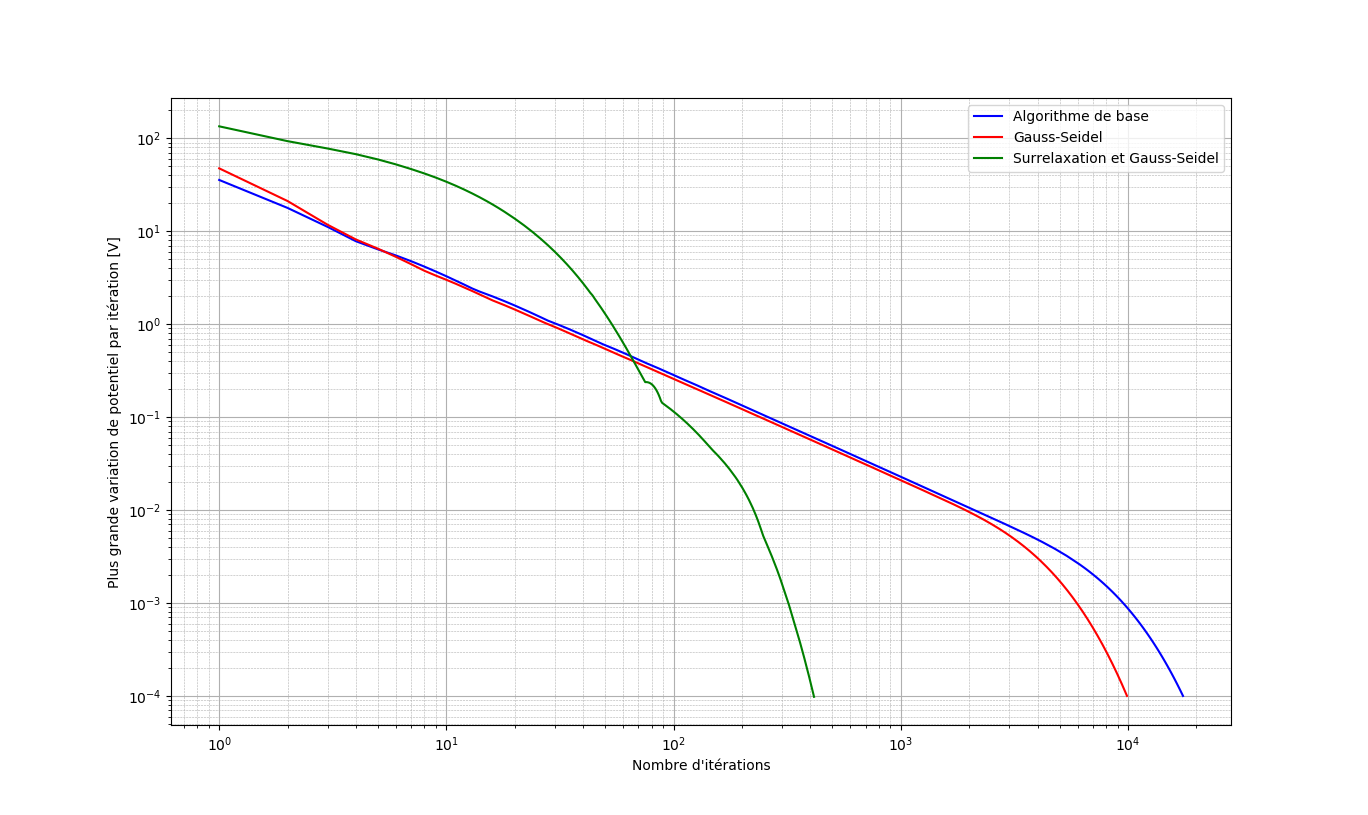 Algorithme de base
Gauss-Seidel
Surrelaxation et Gauss-Seidel
Plus grande variation de potentiel par itération [V]
10²
10¹
10⁰
10⁻¹
10⁻²
10⁻³
10⁻⁴
10⁰ 10¹ 10² 10³ 10⁴
Nombre d'itérations